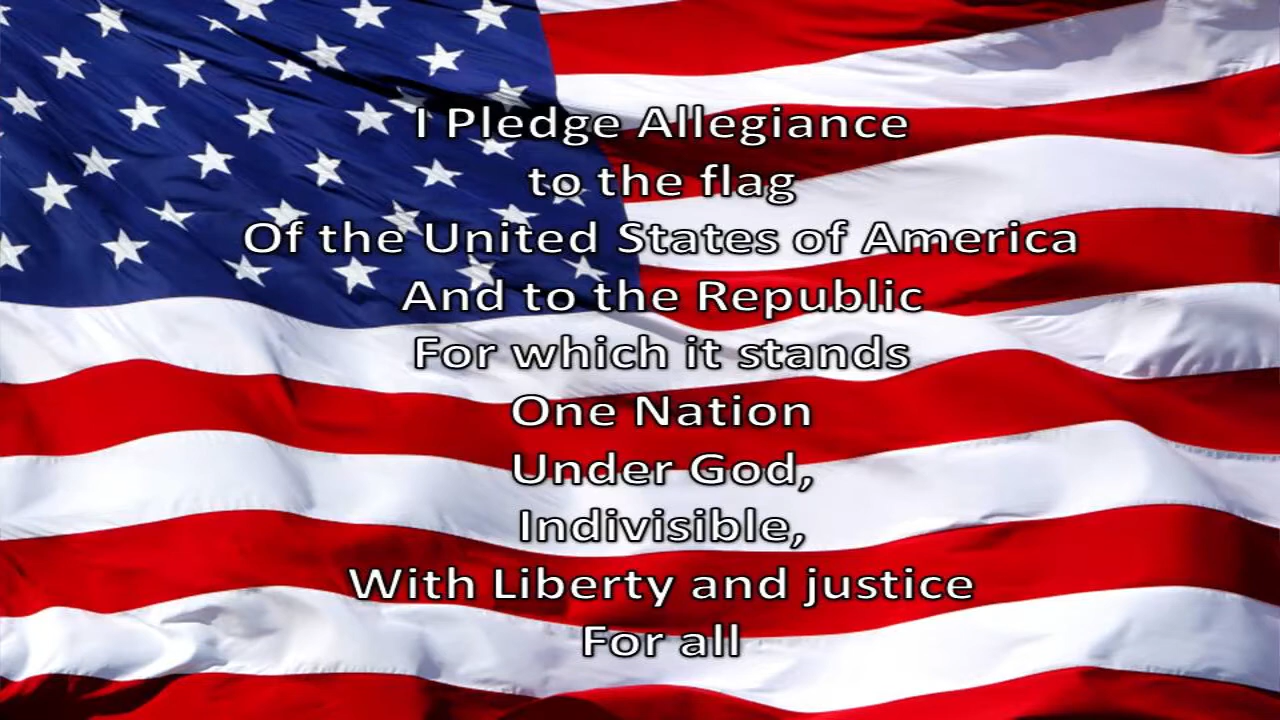 I Pledge Allegiance
to the flag
Of the United States of America
And to the Republic
For which it stands
One Nation
Under God,
Indivisible,
With Liberty and justice
For all